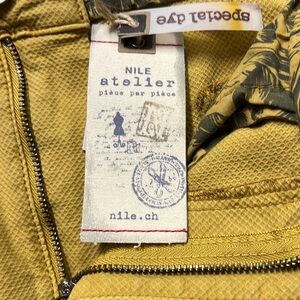 special dye
NILE
atelier
pièce par pièce
nile.ch